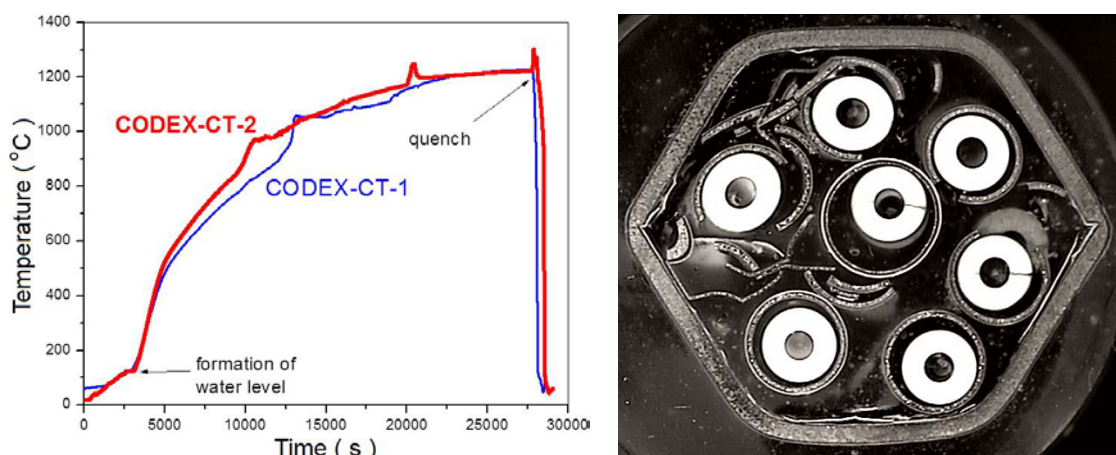 1400
1200
1000
800
600
400
200
0
Temperature ( °C)
CODEX-CT-2
CODEX-CT-1
quench
formation of
water level
0
5000
10000
15000
20000
25000
30000
Time ( s )